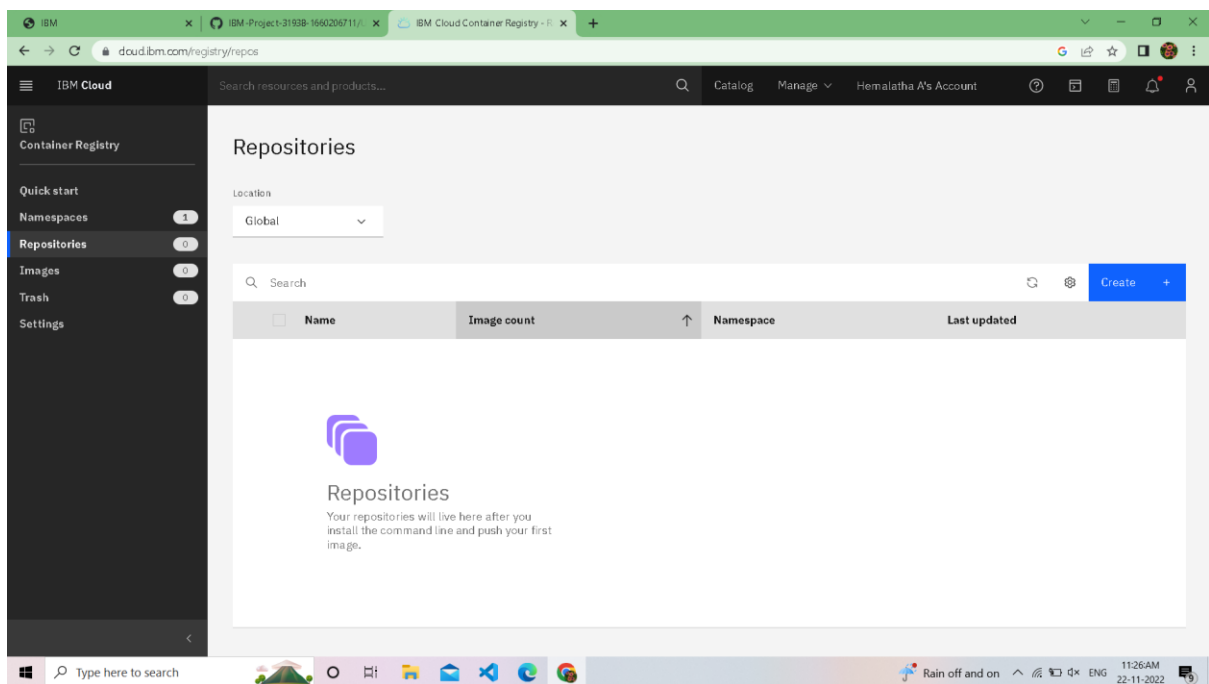 IBM
IBM-Project-31938-1660206711/
IBM Cloud Container Registry - R
cloud.ibm.com/registry/repos
IBM Cloud
Search resources and products...
Catalog
Manage
Hemalatha A's Account
Container Registry
Quick start
Namespaces 1
Repositories 0
Images 0
Trash 0
Settings
Repositories
Location
Global
Search
Create +
Name Image count Namespace Last updated
Repositories
Your repositories will live here after you
install the command line and push your first
image.
Type here to search
Rain off and on
ENG
11:26AM
22-11-2022